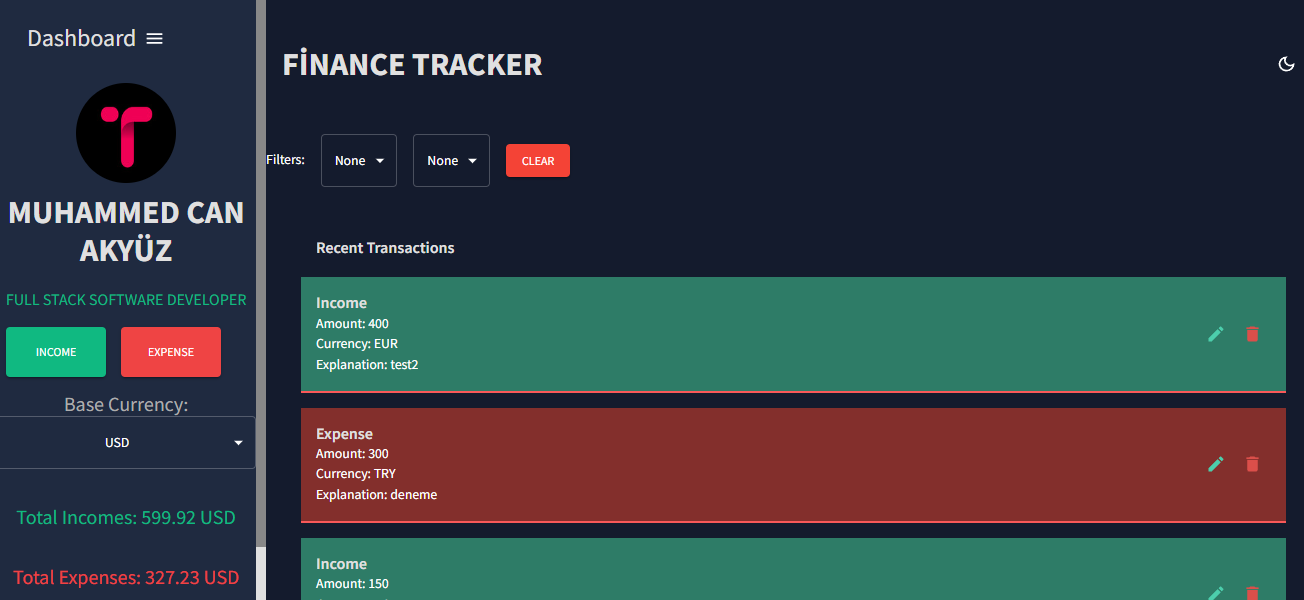 Dashboard
MUHAMMED CAN
AKYÜZ
FULL STACK SOFTWARE DEVELOPER
INCOME
EXPENSE
Base Currency:
USD
Total Incomes: 599.92 USD
Total Expenses: 327.23 USD
FİNANCE TRACKER
Filters:
None
None
CLEAR
Recent Transactions
Income
Amount: 400
Currency: EUR
Explanation: test2
Expense
Amount: 300
Currency: TRY
Explanation: deneme
Income
Amount: 150